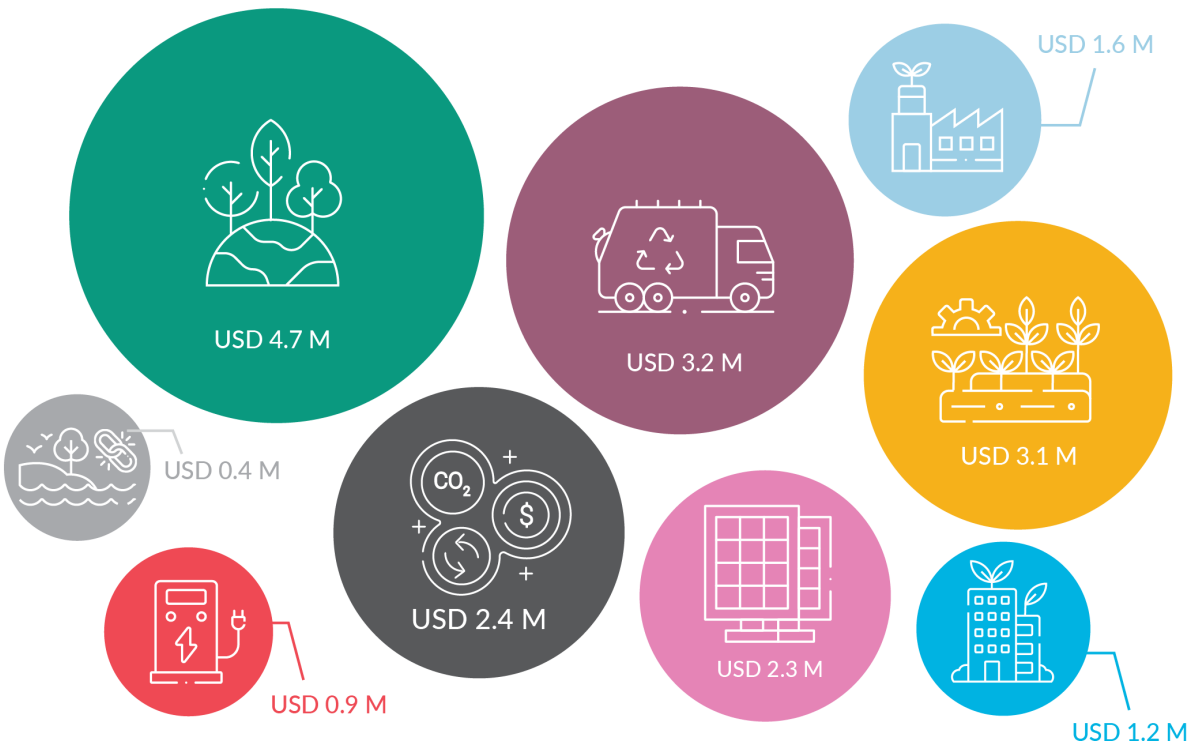 USD 1.6 M
USD 4.7 M
USD 3.2 M
USD 3.1 M
USD 0.4 M
CO₂
$
USD 2.4 M
USD 2.3 M
USD 0.9 M
USD 1.2 M